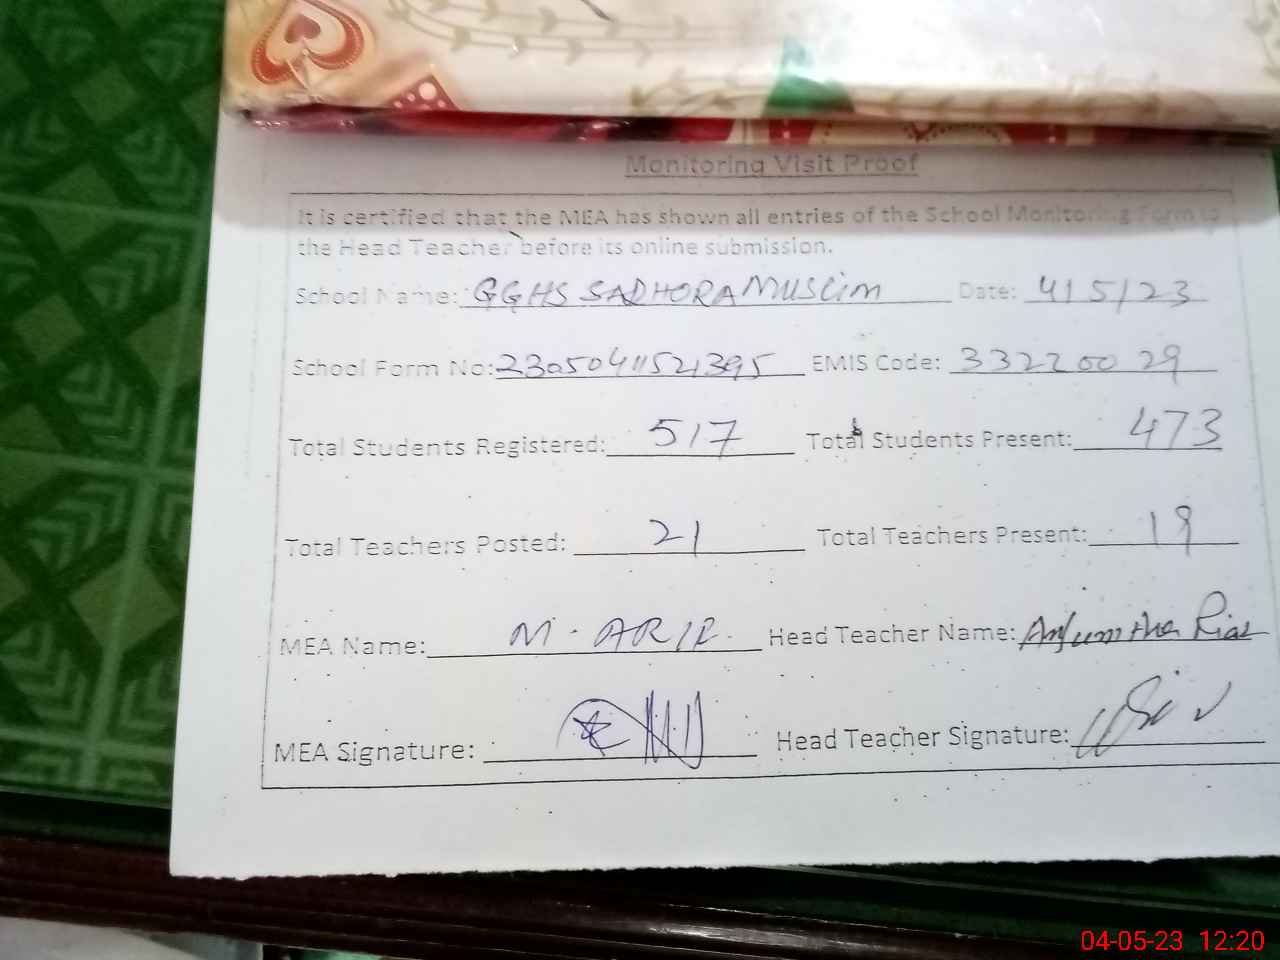 Monitoring Visit Proof
It is certified that the MEA has shown all entries of the School Monitoring Form to
the Head Teacher before its online submission.
School Name: GGHS SADHORA MUSLIM Date: 4/5/23
School Form No: 23050411521395 EMIS Code: 33220029
Total Students Registered: 517 Total Students Present: 473
Total Teachers Posted: 21 Total Teachers Present: 19
MEA Name: M. ARIF. Head Teacher Name: Riaz
MEA Signature: Head Teacher Signature:
04-05-23 12:20